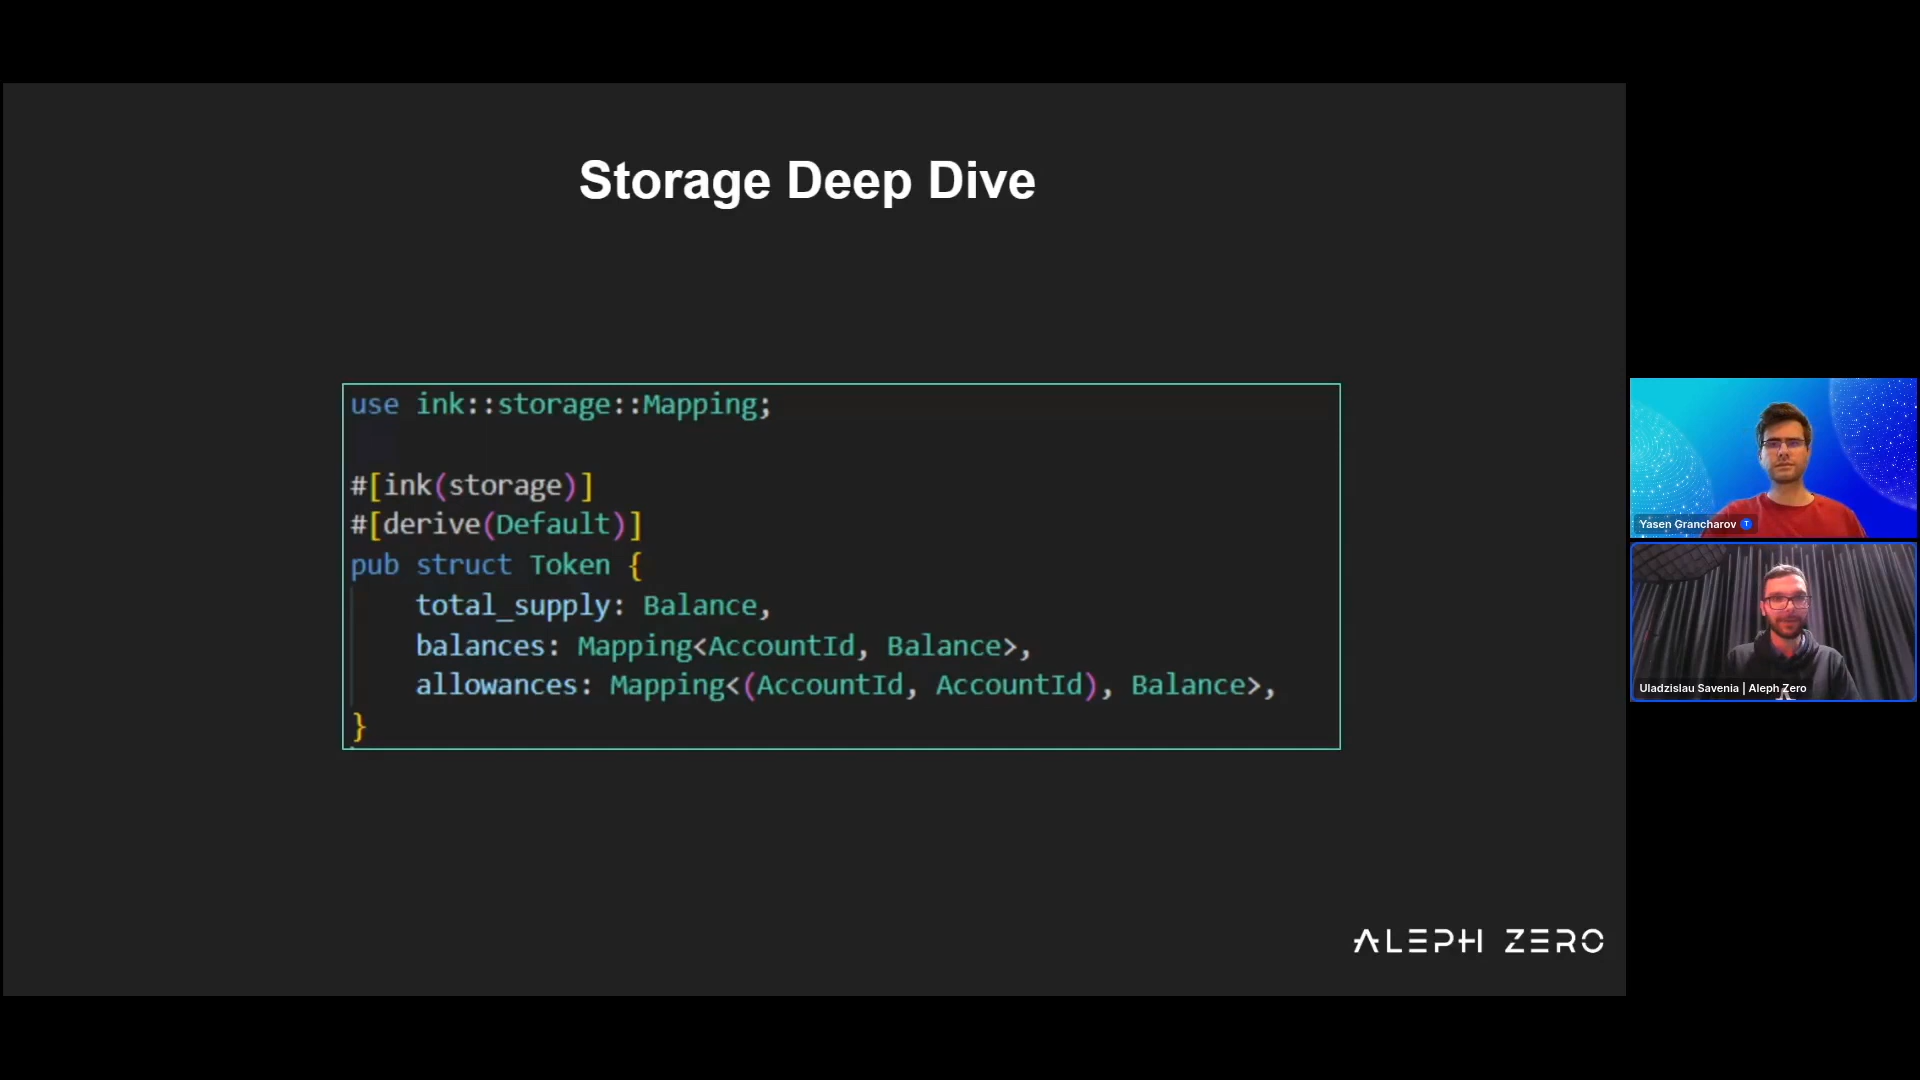 Storage Deep Dive
use ink::storage::Mapping;
#[ink(storage)]
#[derive(Default)]
pub struct Token {
    total_supply: Balance,
    balances: Mapping<AccountId, Balance>,
    allowances: Mapping<(AccountId, AccountId), Balance>,
}
ALEPH ZERO
Yasen Grancharov
Uladzislau Savenia | Aleph Zero